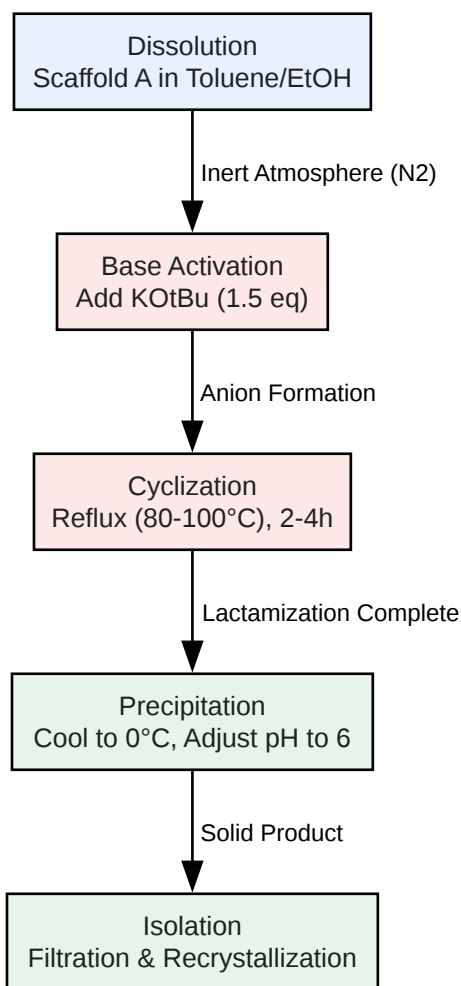 Dissolution
Scaffold A in Toluene/EtOH
Inert Atmosphere (N2)
Base Activation
Add KOtBu (1.5 eq)
Anion Formation
Cyclization
Reflux (80-100°C), 2-4h
Lactamization Complete
Precipitation
Cool to 0°C, Adjust pH to 6
Solid Product
Isolation
Filtration & Recrystallization